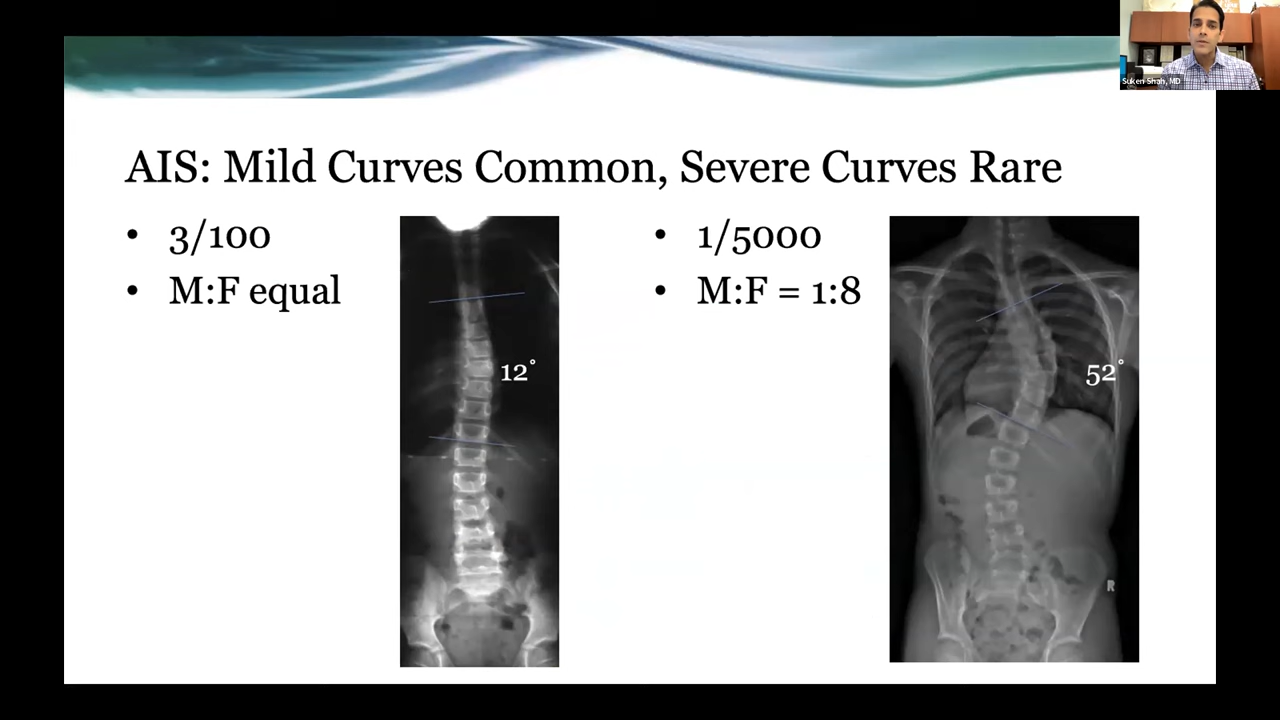 Suken Shah, MD
AIS: Mild Curves Common, Severe Curves Rare
• 3/100
• M:F equal
12°
• 1/5000
• M:F = 1:8
52°
R